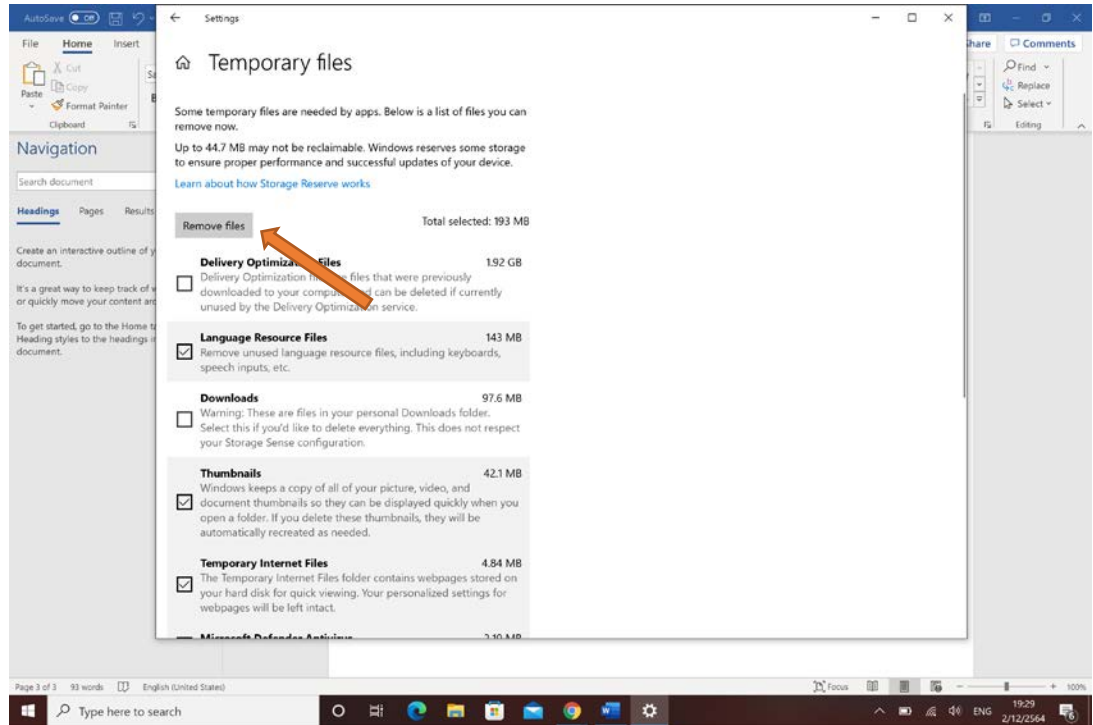 AutoSave Off
Settings
File Home Insert
Share Comments
Cut
Copy
Paste
Format Painter
Clipboard
Find
Replace
Select
Editing
Navigation
Search document
Headings Pages Results
Create an interactive outline of
document.
It's a great way to keep track of
or quickly move your content
To get started, go to the Home
Heading styles to the headings
document.
Temporary files
Some temporary files are needed by apps. Below is a list of files you can
remove now.
Up to 44.7 MB may not be reclaimable. Windows reserves some storage
to ensure proper performance and successful updates of your device.
Learn about how Storage Reserve works
Remove files
Total selected: 193 MB
Delivery Optimization Files 1.92 GB
Delivery Optimization files that were previously
downloaded to your and can be deleted if currently
unused by the Delivery Optimization service.
Language Resource Files 143 MB
Remove unused language resource files, including keyboards,
speech inputs, etc.
Downloads 97.6 MB
Warning: These are files in your personal Downloads folder.
Select this if you'd like to delete everything. This does not respect
your Storage Sense configuration.
Thumbnails 42.1 MB
Windows keeps a copy of all of your picture, video, and
document thumbnails so they can be displayed quickly when you
open a folder. If you delete these thumbnails, they will be
automatically recreated as needed.
Temporary Internet Files 4.84 MB
The Temporary Internet Files folder contains webpages stored on
your hard disk for quick viewing. Your personalized settings for
webpages will be left intact.
Microsoft Defender Antivirus 2.19 MB
Page 3 of 3 93 words English (United States)
Focus
100%
Type here to search
ENG
19:29
2/12/2564